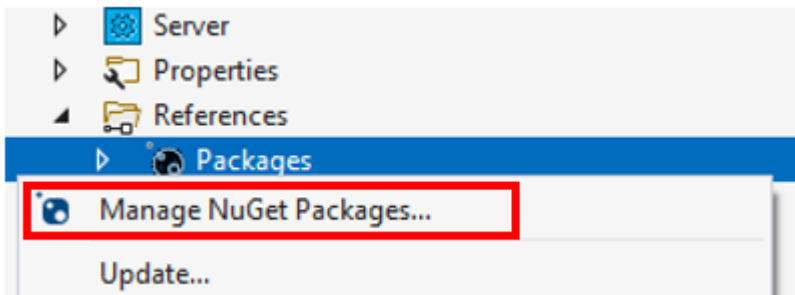 Server
Properties
References
Packages
Manage NuGet Packages...
Update...